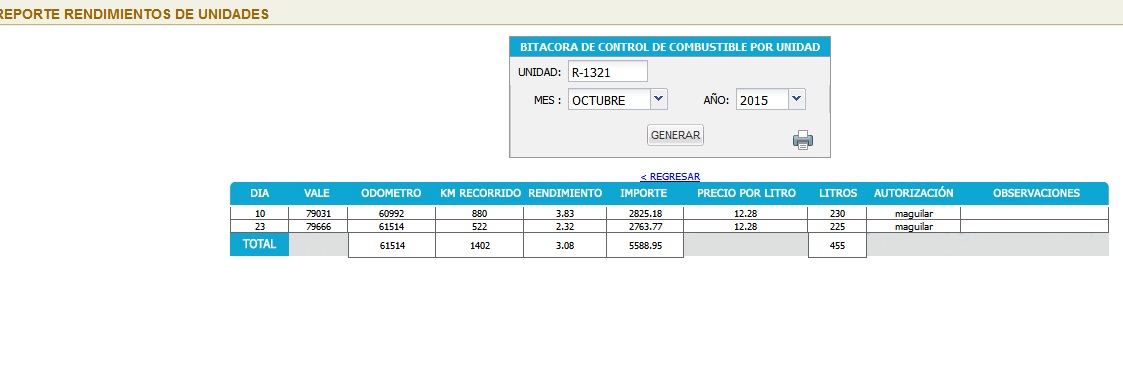 REPORTE RENDIMIENTOS DE UNIDADES
BITACORA DE CONTROL DE COMBUSTIBLE POR UNIDAD
UNIDAD: R-1321
MES : OCTUBRE AÑO: 2015
GENERAR
< REGRESAR
DIA VALE ODOMETRO KM RECORRIDO RENDIMIENTO IMPORTE PRECIO POR LITRO LITROS AUTORIZACIÓN OBSERVACIONES
10 79031 60992 880 3.83 2825.18 12.28 230 maguilar
23 79666 61514 522 2.32 2763.77 12.28 225 maguilar
TOTAL 61514 1402 3.08 5588.95 455